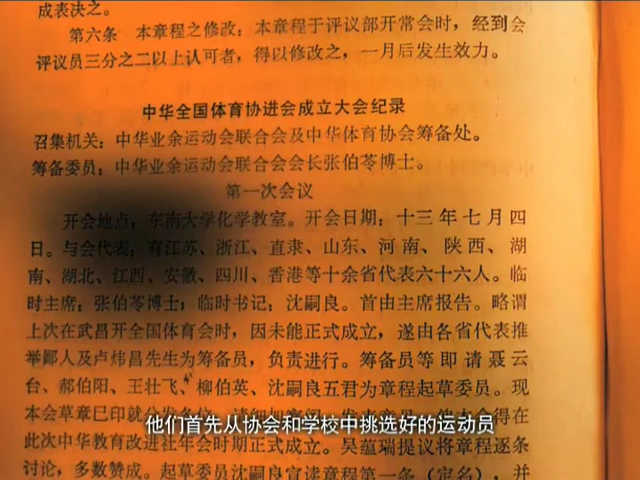 成表决之。
第六条 本章程之修改：本章程于评议部开常会时，经到会
评议员三分之二以上认可者，得以修改之，一月后发生效力。
中华全国体育协进会成立大会纪录
召集机关：中华业余运动会联合会及中华体育协会筹备处。
筹备委员：中华业余运动会联合会会长张伯苓博士。
第一次会议
开会地点：东南大学化学教室。开会日期：十三年七月四
日。与会代表：有江苏、浙江、直隶、山东、河南、陕西、湖
南、湖北、江西、安徽、四川、香港等十余省代表六十六人。临
时主席：张伯苓博士；临时书记：沈嗣良。首由主席报告。略谓
上次在武昌开全国体育会时，因未能正式成立，遂由各省代表推
举鄙人及卢炜昌先生为筹备员，负责进行。筹备员等即请聂云
台、郝伯阳、王壮飞、柳伯英、沈嗣良五君为章程起草委员。现
本会草章已印就分
他们首先从协会和学校中挑选好的运动员
此次中华教育改进社年会时期正式成立。吴蕴瑞提议将章程逐条
讨论，多数赞成。起草委员沈嗣良宣读章程第一条（定名），并